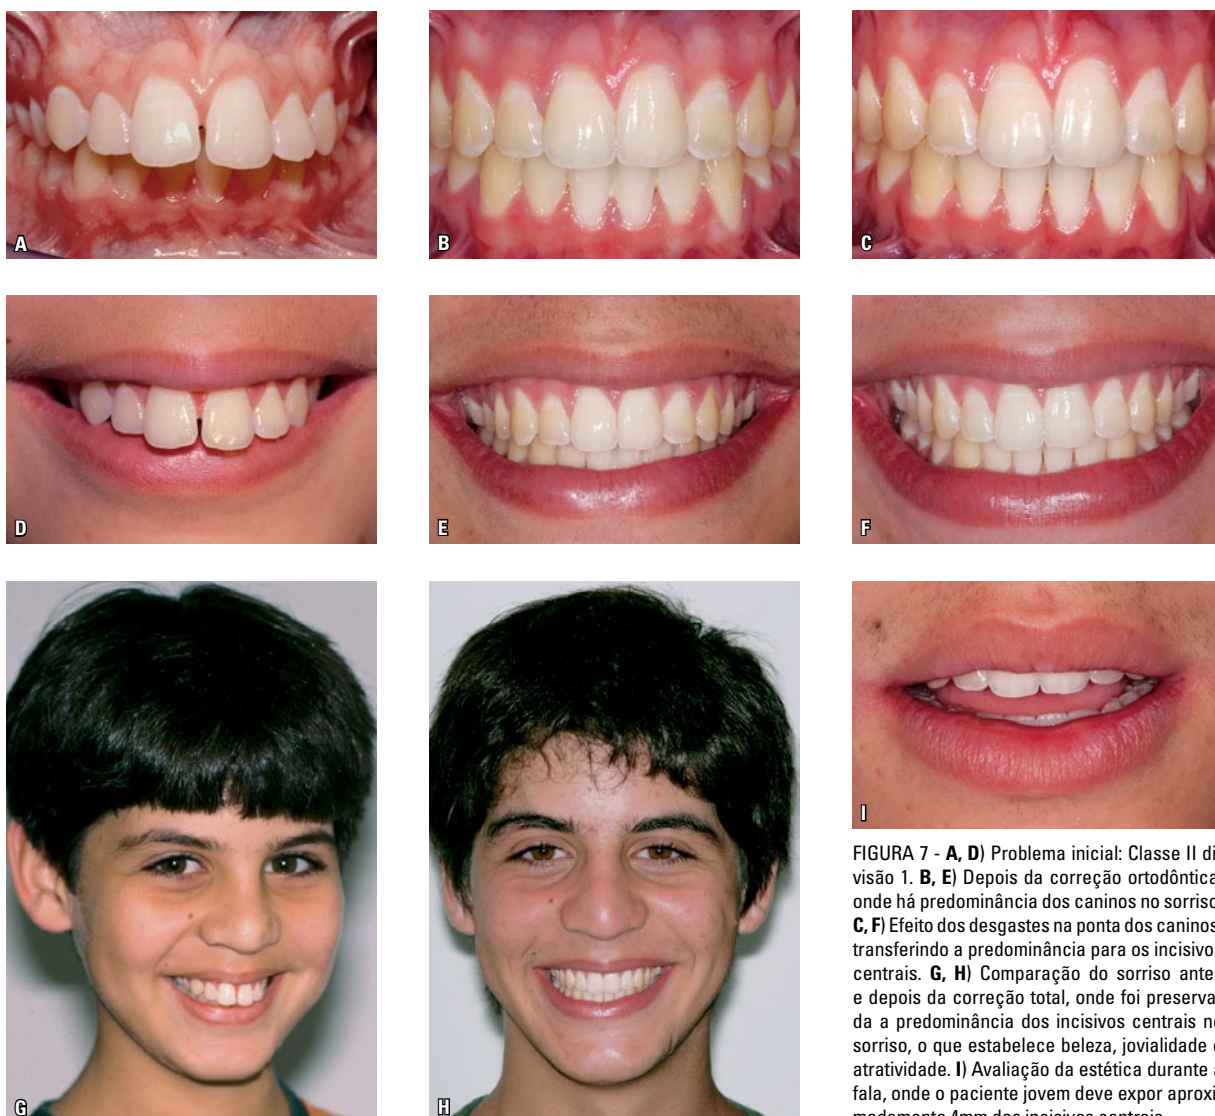 A
B
C
D
E
F
G
H
I
FIGURA 7 - A, D) Problema inicial: Classe II di
visão 1. B, E) Depois da correção ortodôntica
onde há predominância dos caninos no sorriso
C, F) Efeito dos desgastes na ponta dos caninos
transferindo a predominância para os incisivo
centrais. G, H) Comparação do sorriso ante
e depois da correção total, onde foi preserva
da a predominância dos incisivos centrais no
sorriso, o que estabelece beleza, jovialidade e
atratividade. I) Avaliação da estética durante a
fala, onde o paciente jovem deve expor aproxi
madamente 4mm dos incisivos centrais